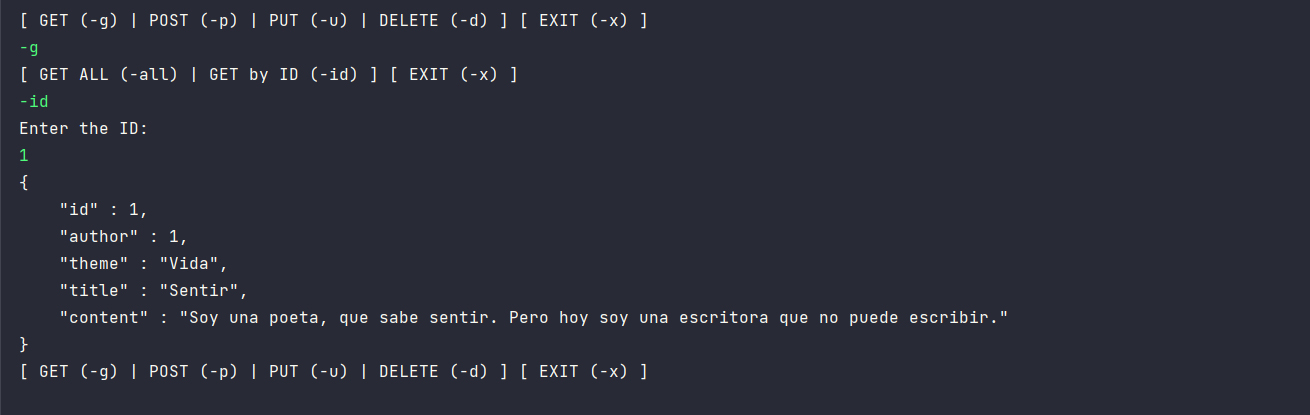 [ GET (-g) | POST (-p) | PUT (-u) | DELETE (-d) ] [ EXIT (-x) ]
-g
[ GET ALL (-all) | GET by ID (-id) ] [ EXIT (-x) ]
-id
Enter the ID:
1
{
    "id" : 1,
    "author" : 1,
    "theme" : "Vida",
    "title" : "Sentir",
    "content" : "Soy una poeta, que sabe sentir. Pero hoy soy una escritora que no puede escribir."
}
[ GET (-g) | POST (-p) | PUT (-u) | DELETE (-d) ] [ EXIT (-x) ]